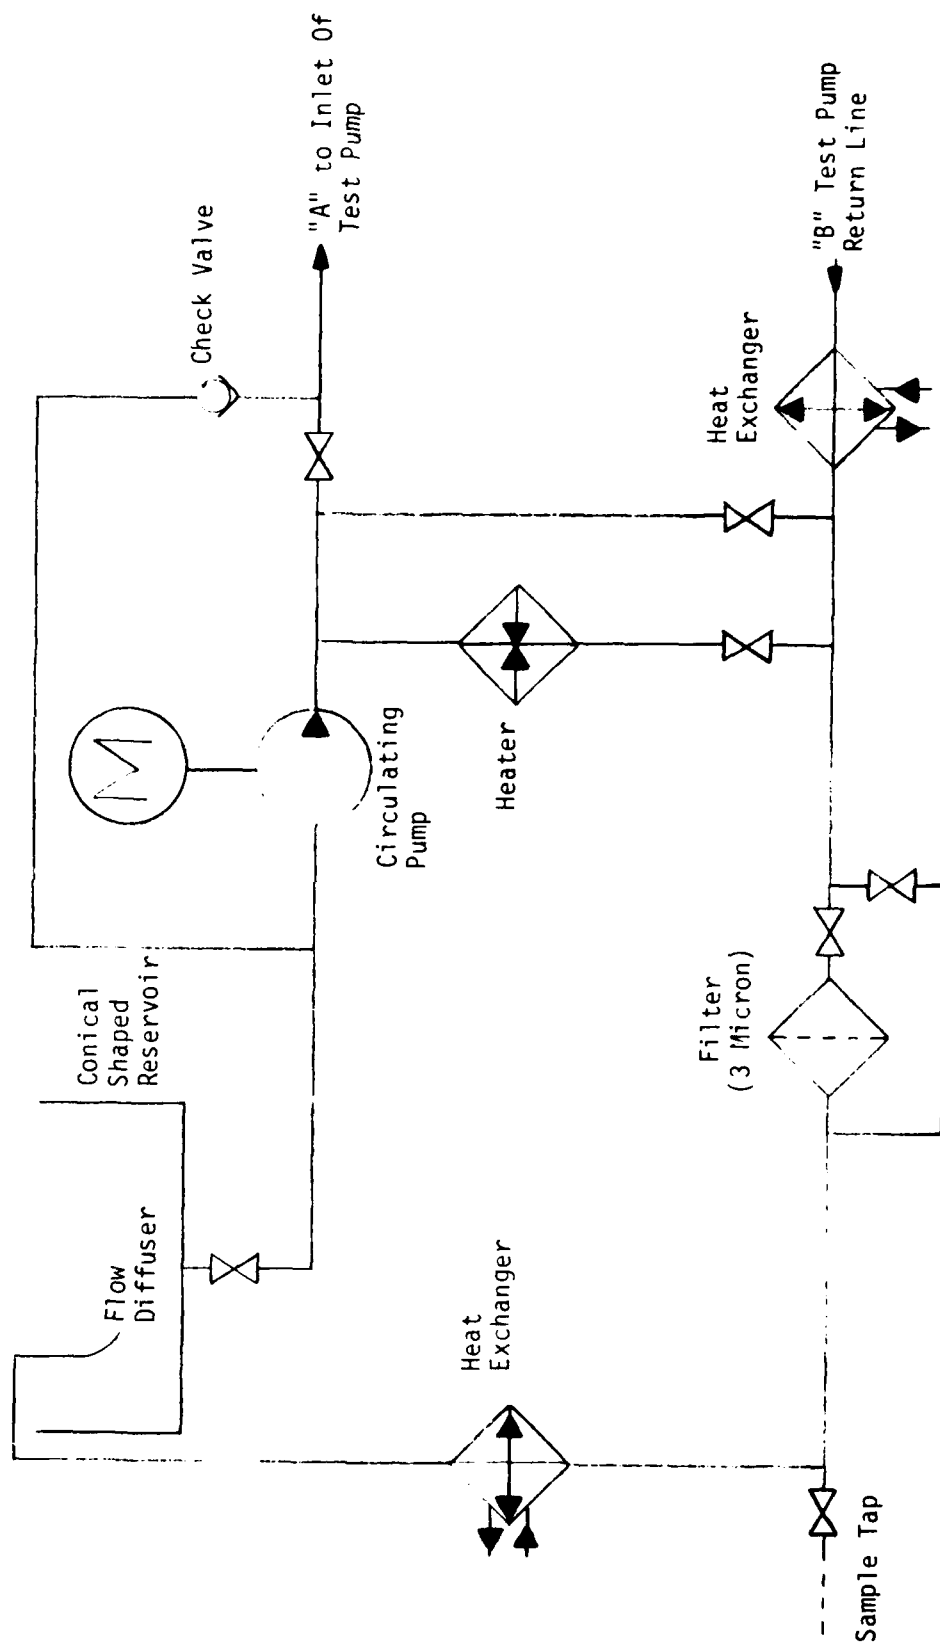 Conical
Shaped
Reservoir
Flow
Diffuser
M
Check Valve
"A" to Inlet Of
Test Pump
Circulating
Pump
Heat
Exchanger
Heater
Heat
Exchanger
"B" Test Pump
Return Line
Filter
(3 Micron)
Sample Tap